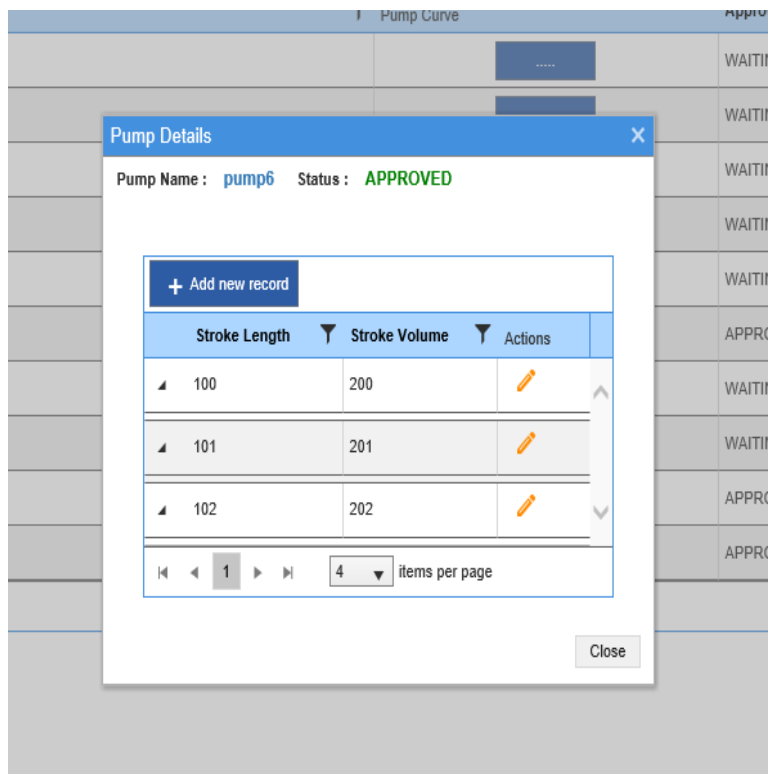 Pump Curve
.....
WAITI
WAITI
Pump Details X
Pump Name : pump6 Status : APPROVED
WAITI
WAITI
+ Add new record
WAITI
Stroke Length Stroke Volume Actions
APPRO
100 200
WAITI
101 201
WAITI
102 202
APPRO
APPRO
1 4 items per page
Close